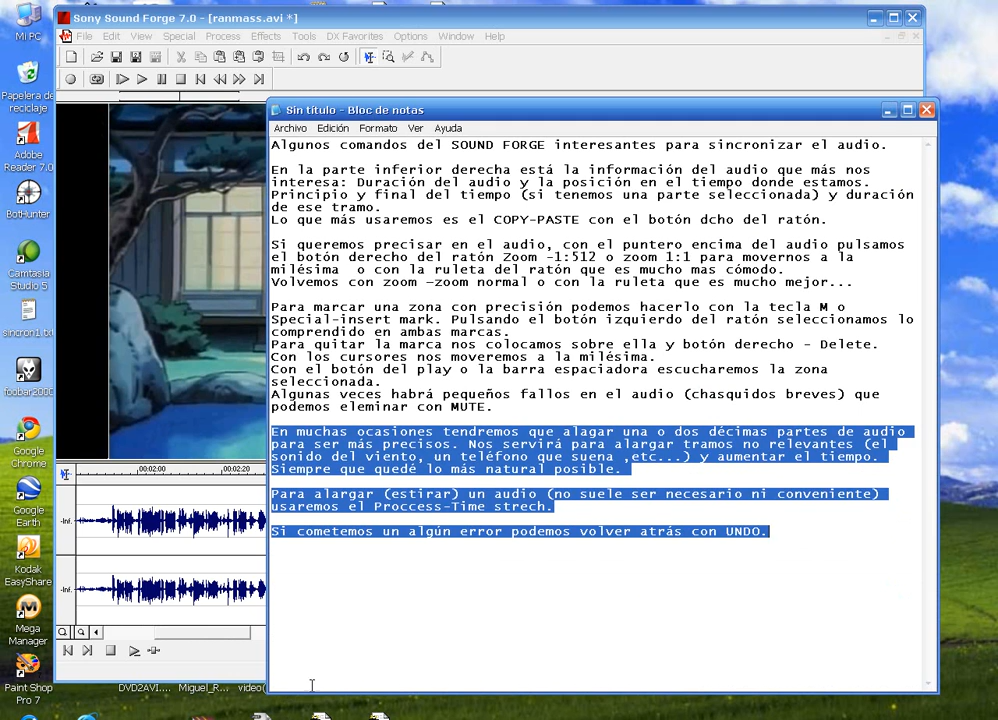 MI PC
Papelera de
reciclaje
Adobe
Reader 7.0
BotHunter
Camtasia
Studio 5
sincron1.txt
foobar2000
Google
Chrome
Google
Earth
Kodak
EasyShare
Mega
Manager
Paint Shop
Pro 7
Sony Sound Forge 7.0 - [ranmass.avi *]
File Edit View Special Process Effects Tools DX Favorites Options Window Help
00:02:00 00:02:20
-Inf.
-Inf.
DVD2AVI.... Miguel_R... video(
Sin título - Bloc de notas
Archivo Edición Formato Ver Ayuda
Algunos comandos del SOUND FORGE interesantes para sincronizar el audio.
En la parte inferior derecha está la información del audio que más nos
interesa: Duración del audio y la posición en el tiempo donde estamos.
Principio y final del tiempo (si tenemos una parte seleccionada) y duración
de ese tramo.
Lo que más usaremos es el COPY-PASTE con el botón dcho del ratón.
Si queremos precisar en el audio, con el puntero encima del audio pulsamos
el botón derecho del ratón Zoom -1:512 o zoom 1:1 para movernos a la
milésima o con la ruleta del ratón que es mucho mas cómodo.
Volvemos con zoom –zoom normal o con la ruleta que es mucho mejor...
Para marcar una zona con precisión podemos hacerlo con la tecla M o
Special-insert mark. Pulsando el botón izquierdo del ratón seleccionamos lo
comprendido en ambas marcas.
Para quitar la marca nos colocamos sobre ella y botón derecho - Delete.
Con los cursores nos moveremos a la milésima.
Con el botón del play o la barra espaciadora escucharemos la zona
seleccionada.
Algunas veces habrá pequeños fallos en el audio (chasquidos breves) que
podemos eleminar con MUTE.
En muchas ocasiones tendremos que alagar una o dos décimas partes de audio
para ser más precisos. Nos servirá para alargar tramos no relevantes (el
sonido del viento, un teléfono que suena ,etc...) y aumentar el tiempo.
Siempre que quedé lo más natural posible.
Para alargar (estirar) un audio (no suele ser necesario ni conveniente)
usaremos el Proccess-Time strech.
Si cometemos un algún error podemos volver atrás con UNDO.